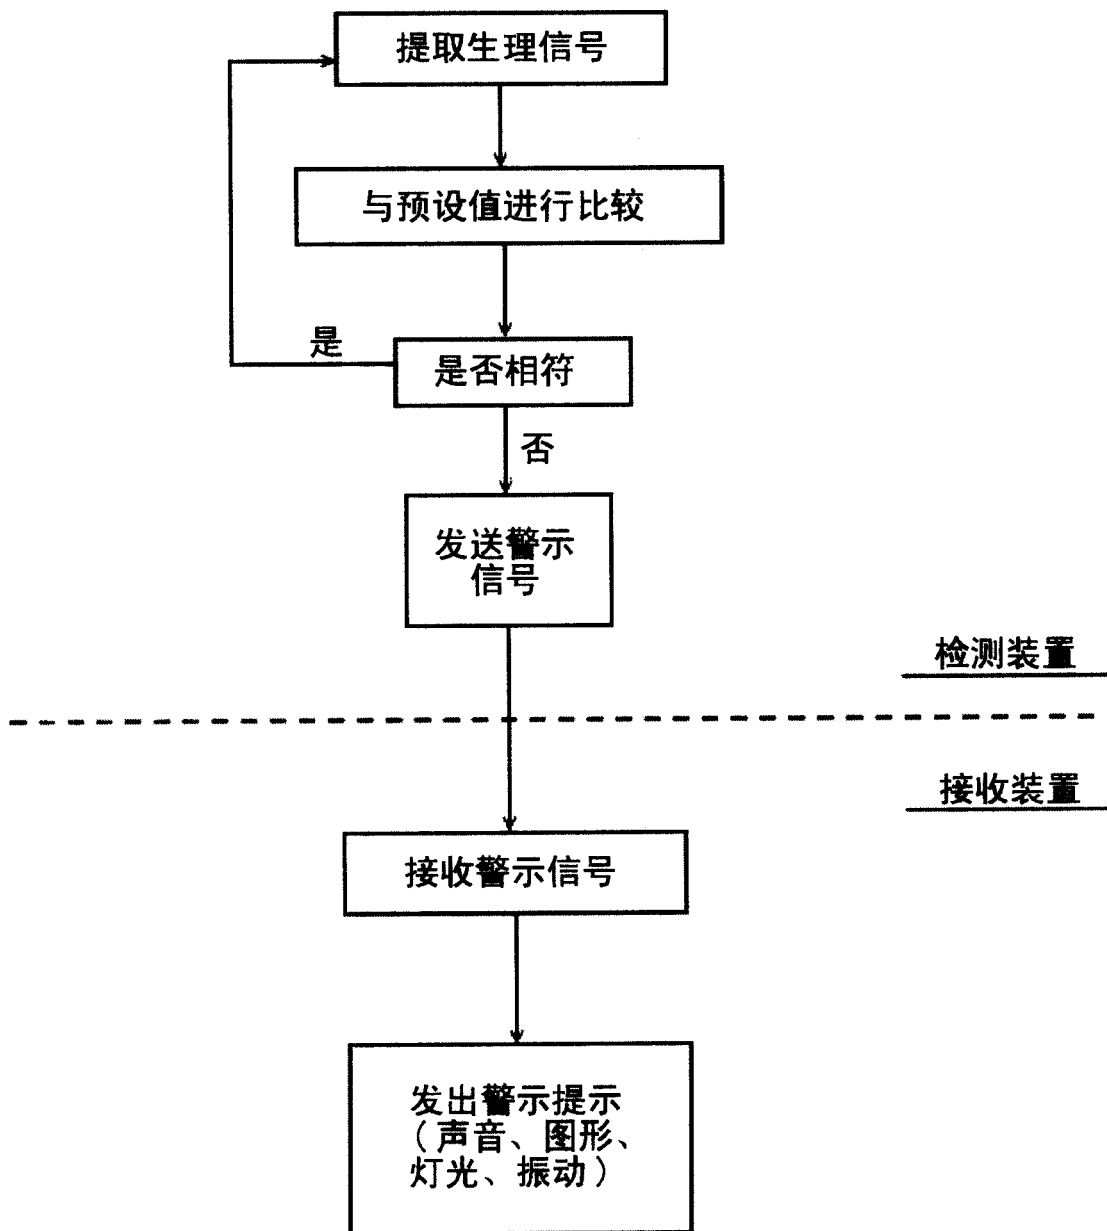 提取生理信号
与预设值进行比较
是
是否相符
否
发送警示
信号
检测装置
接收装置
接收警示信号
发出警示提示
（声音、图形、
灯光、振动）